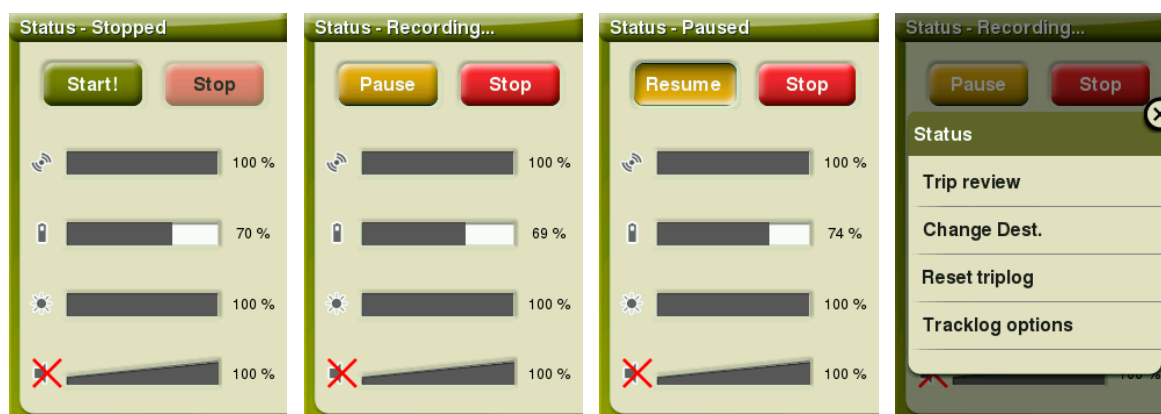 Status - Stopped
Start! Stop
100 %
70 %
100 %
100 %
Status - Recording...
Pause Stop
100 %
69 %
100 %
100 %
Status - Paused
Resume Stop
100 %
74 %
100 %
100 %
Status - Recording...
Pause Stop
Status
Trip review
Change Dest.
Reset triplog
Tracklog options
100 %